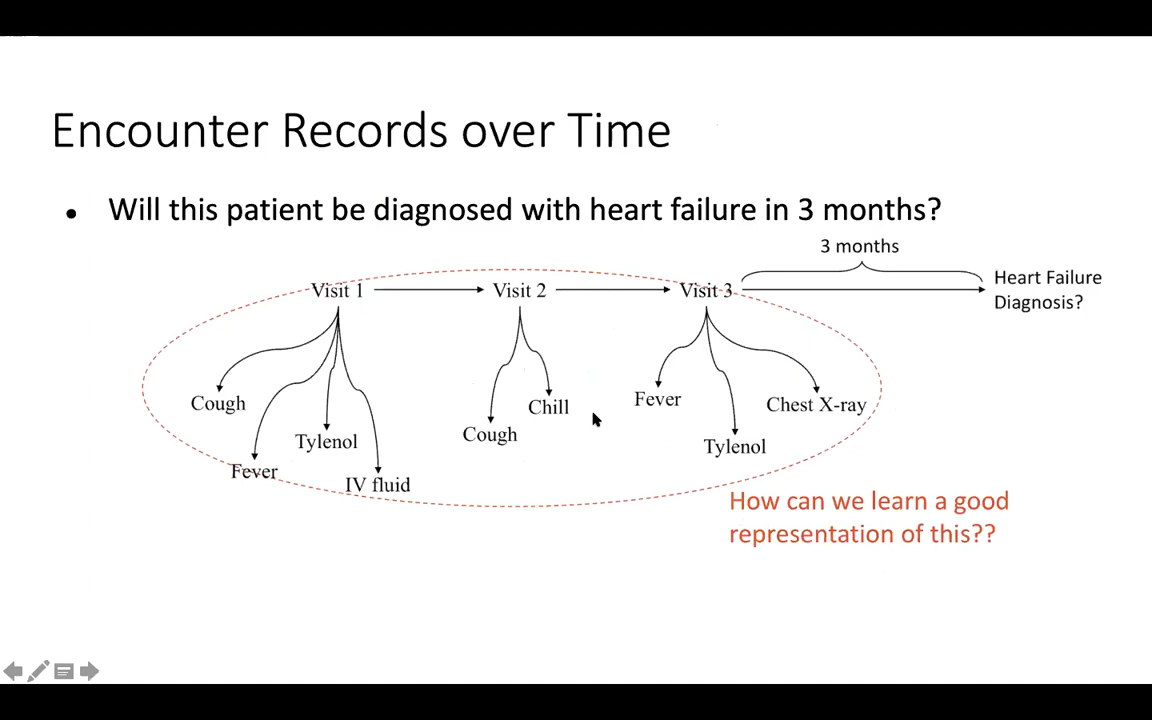 Encounter Records over Time
• Will this patient be diagnosed with heart failure in 3 months?
3 months
Visit 1
Visit 2
Visit 3
Heart Failure
Diagnosis?
Cough
Fever
Tylenol
IV fluid
Cough
Chill
Fever
Tylenol
Chest X-ray
How can we learn a good
representation of this??